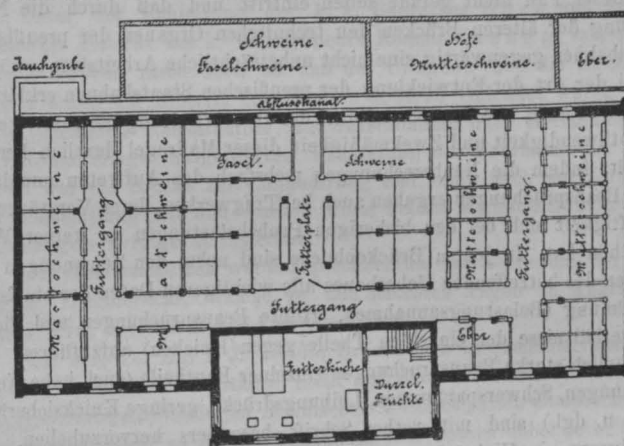 Schweine.
Faselschweine.
Höfe
Mutterschweine.
Eber.
Jauchgrube
Abflusskanal.
Mastschweine
Futtergang
Mastschweine
Fasel.
Schweine
Futterplatz
Mutterschweine
Futtergang
Mutterschweine
Futtergang
Eber
Futterküche
Wurzel.
Früchte